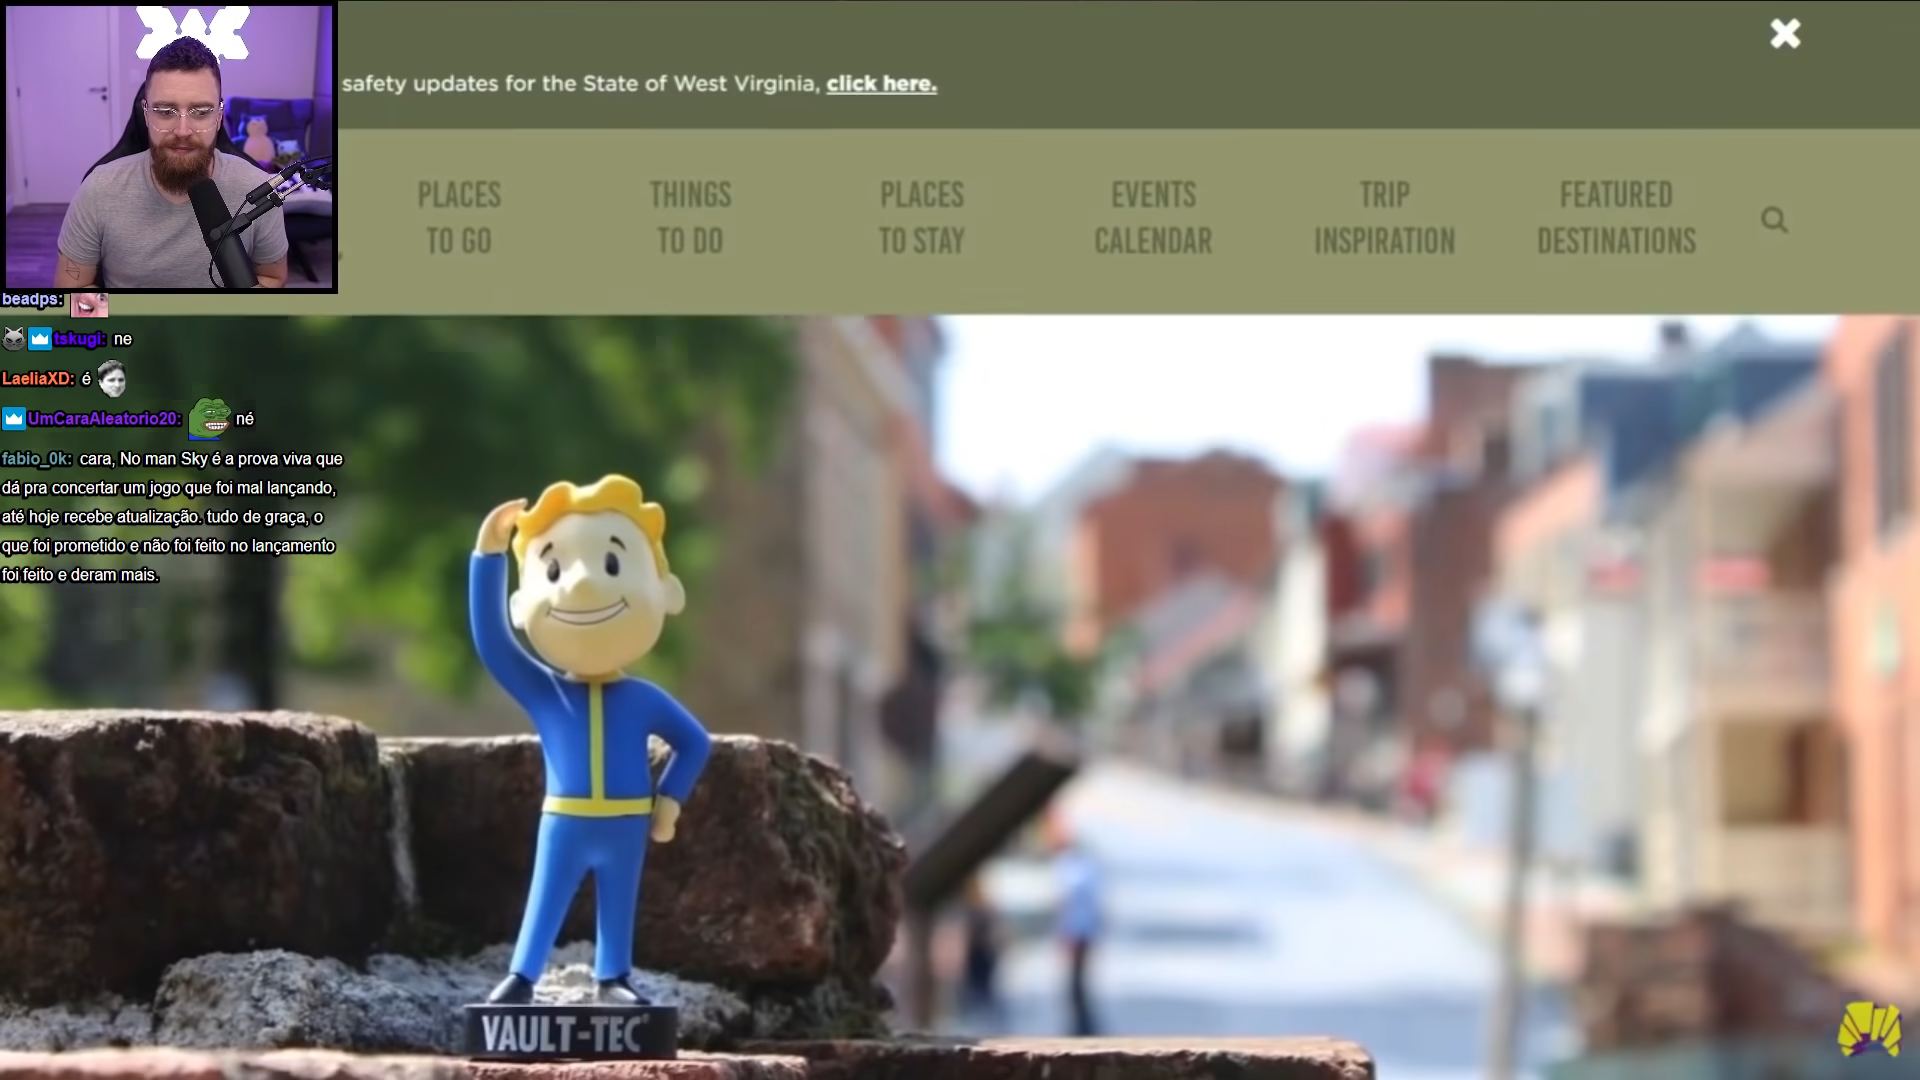 safety updates for the State of West Virginia, click here.
PLACES
TO GO
THINGS
TO DO
PLACES
TO STAY
EVENTS
CALENDAR
TRIP
INSPIRATION
FEATURED
DESTINATIONS
beadps:
tskugi: ne
LaeliaXD: é
UmCaraAleatorio20: né
fabio_0k: cara, No man Sky é a prova viva que
dá pra concertar um jogo que foi mal lançando,
até hoje recebe atualização. tudo de graça, o
que foi prometido e não foi feito no lançamento
foi feito e deram mais.
VAULT-TEC